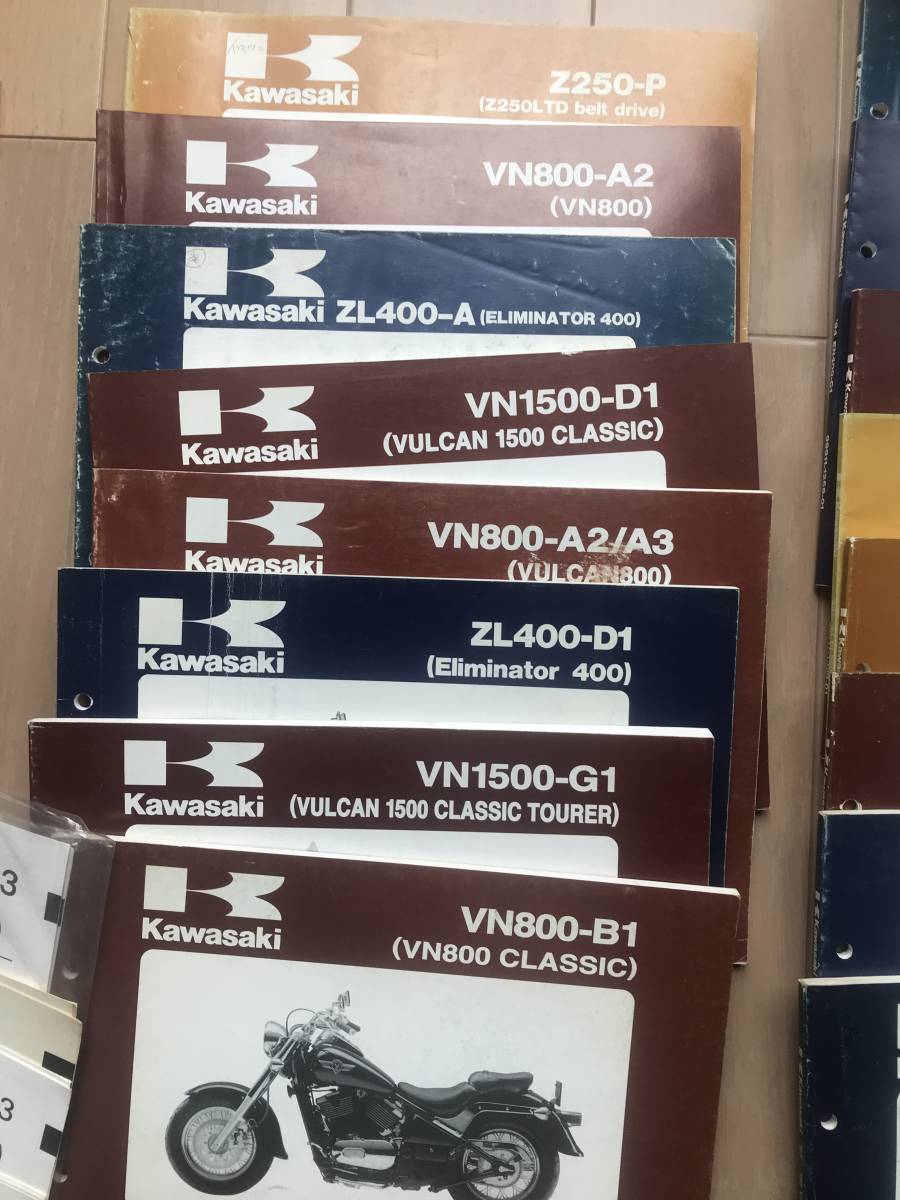 Kawasaki
Z250-P
(Z250LTD belt drive)
Kawasaki
VN800-A2
(VN800)
Kawasaki
ZL400-A (ELIMINATOR 400)
Kawasaki
VN1500-D1
(VULCAN 1500 CLASSIC)
Kawasaki
VN800-A2/A3
(VULCAN800)
Kawasaki
ZL400-D1
(Eliminator 400)
Kawasaki
VN1500-G1
(VULCAN 1500 CLASSIC TOURER)
Kawasaki
VN800-B1
(VN800 CLASSIC)
3
3